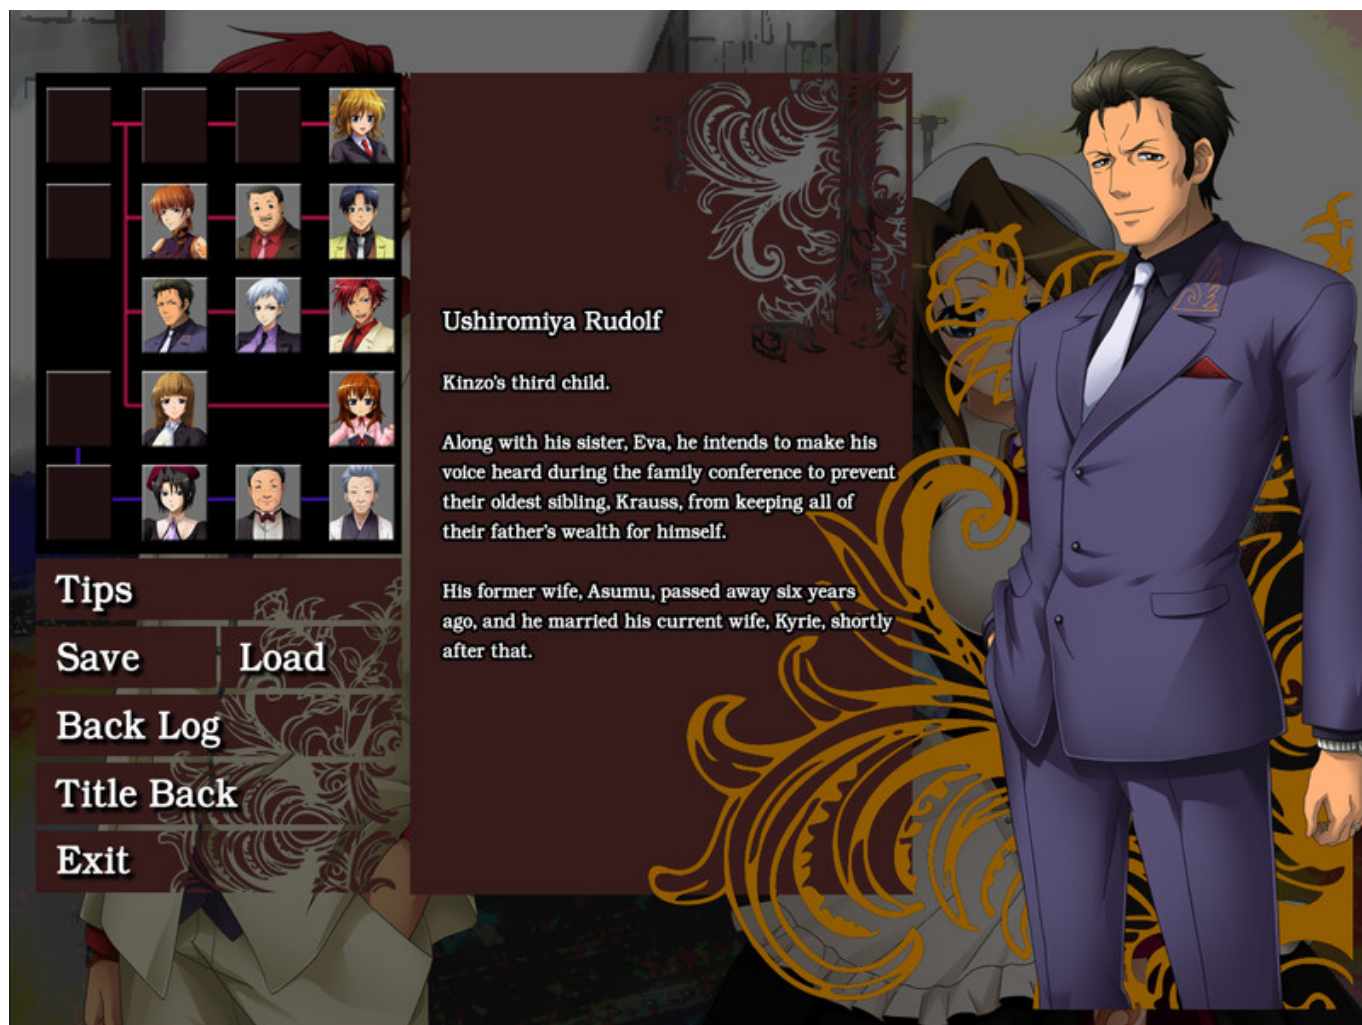 Ushiromiya Rudolf
Kinzo's third child.
Along with his sister, Eva, he intends to make his
voice heard during the family conference to prevent
their oldest sibling, Krauss, from keeping all of
their father's wealth for himself.
His former wife, Asumu, passed away six years
ago, and he married his current wife, Kyrie, shortly
after that.
Tips
Save
Load
Back Log
Title Back
Exit